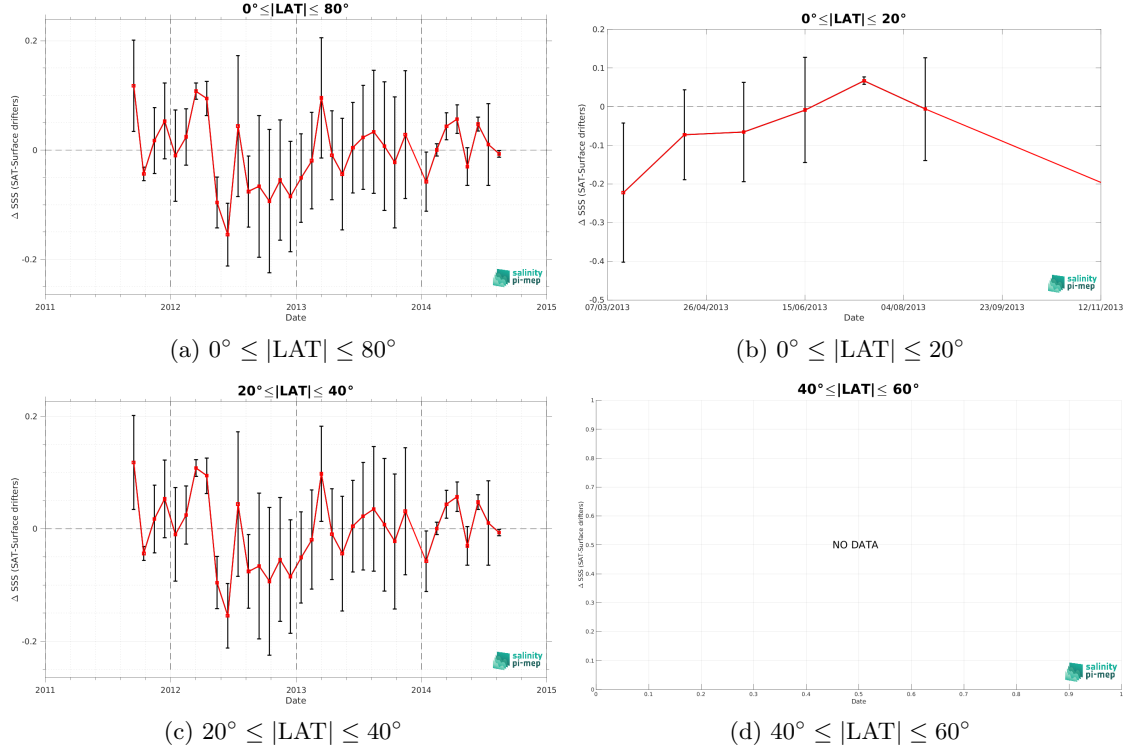 0°≤|LAT|≤ 80°
0.2
0
-0.2
Δ SSS (SAT-Surface drifters)
2011 2012 2013 2014 2015
Date
salinity
pi-mep
(a) 0° ≤ |LAT| ≤ 80°
0°≤|LAT|≤ 20°
0.2
0.1
0
-0.1
-0.2
-0.3
-0.4
-0.5
Δ SSS (SAT-Surface drifters)
07/03/2013 26/04/2013 15/06/2013 04/08/2013 23/09/2013 12/11/2013
Date
salinity
pi-mep
(b) 0° ≤ |LAT| ≤ 20°
20°≤|LAT|≤ 40°
0.2
0
-0.2
Δ SSS (SAT-Surface drifters)
2011 2012 2013 2014 2015
Date
salinity
pi-mep
(c) 20° ≤ |LAT| ≤ 40°
40°≤|LAT|≤ 60°
1
0.9
0.8
0.7
0.6
0.5
0.4
0.3
0.2
0.1
0
Δ SSS (SAT-Surface drifters)
NO DATA
0 0.1 0.2 0.3 0.4 0.5 0.6 0.7 0.8 0.9 1
Date
salinity
pi-mep
(d) 40° ≤ |LAT| ≤ 60°